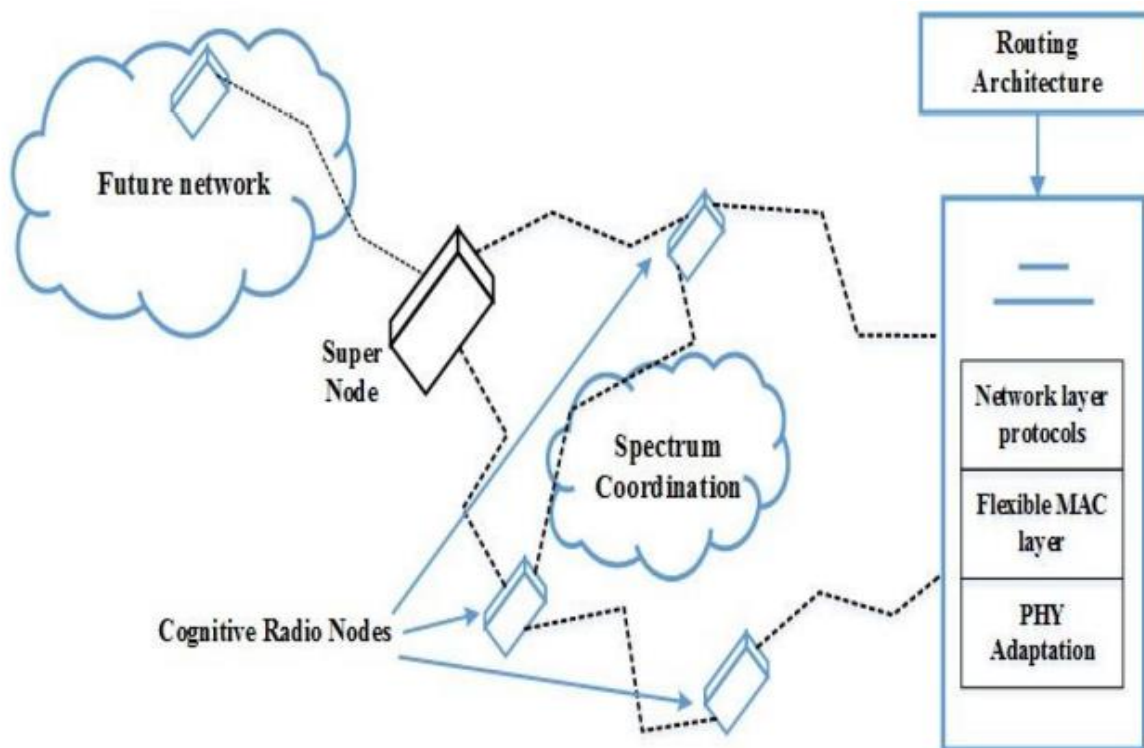 Future network
Super
Node
Spectrum
Coordination
Cognitive Radio Nodes
Routing
Architecture
Network layer
protocols
Flexible MAC
layer
PHY
Adaptation